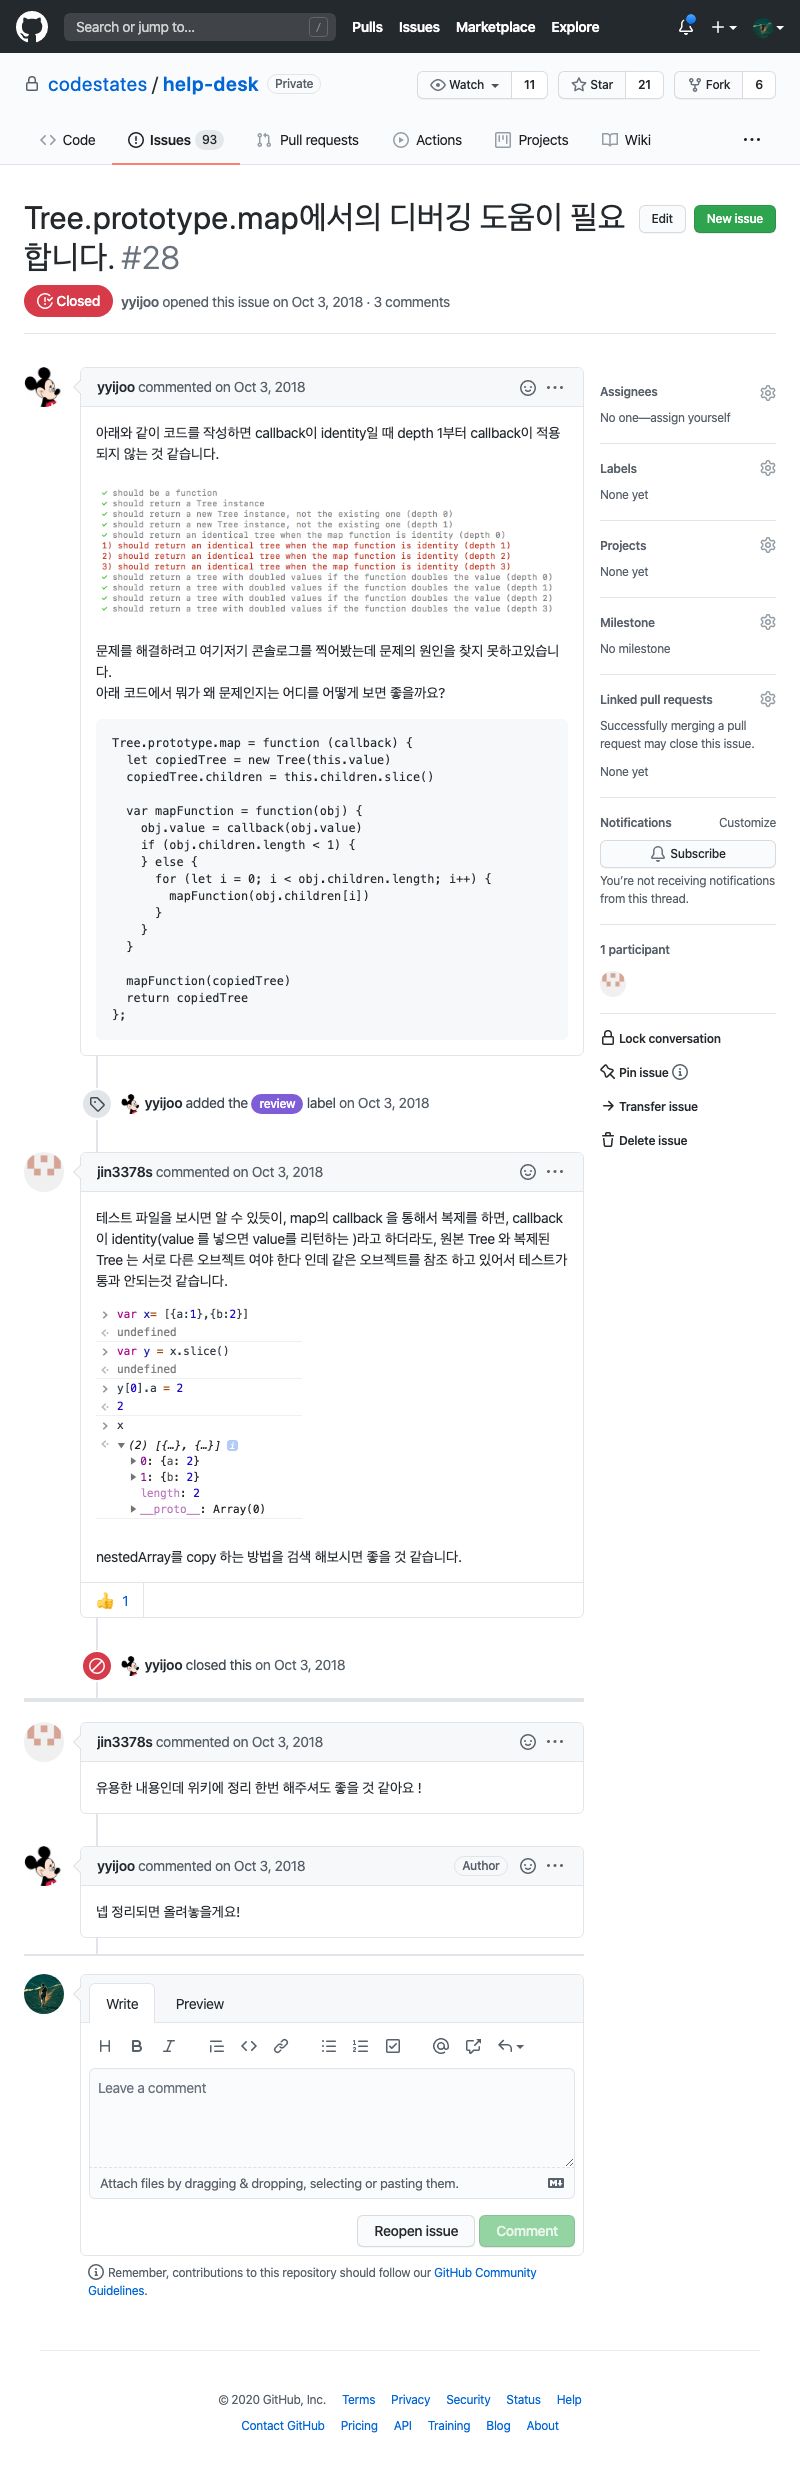 Search or jump to... /
Pulls Issues Marketplace Explore
codestates / help-desk Private
Watch 11 Star 21 Fork 6
Code Issues 93 Pull requests Actions Projects Wiki ...
Tree.prototype.map에서의 디버깅 도움이 필요
합니다. #28
Edit New issue
Closed yyijoo opened this issue on Oct 3, 2018 · 3 comments
yyijoo commented on Oct 3, 2018
아래와 같이 코드를 작성하면 callback이 identity일 때 depth 1부터 callback이 적용
되지 않는 것 같습니다.
✓ should be a function
✓ should return a Tree instance
✓ should return a new Tree instance, not the existing one (depth 0)
✓ should return a new Tree instance, not the existing one (depth 1)
✓ should return an identical tree when the map function is identity (depth 0)
1) should return an identical tree when the map function is identity (depth 1)
2) should return an identical tree when the map function is identity (depth 2)
3) should return an identical tree when the map function is identity (depth 3)
✓ should return a tree with doubled values if the function doubles the value (depth 0)
✓ should return a tree with doubled values if the function doubles the value (depth 1)
✓ should return a tree with doubled values if the function doubles the value (depth 2)
✓ should return a tree with doubled values if the function doubles the value (depth 3)
문제를 해결하려고 여기저기 콘솔로그를 찍어봤는데 문제의 원인을 찾지 못하고있습니
다.
아래 코드에서 뭐가 왜 문제인지는 어디를 어떻게 보면 좋을까요?
Tree.prototype.map = function (callback) {
let copiedTree = new Tree(this.value)
copiedTree.children = this.children.slice()
var mapFunction = function(obj) {
obj.value = callback(obj.value)
if (obj.children.length < 1) {
} else {
for (let i = 0; i < obj.children.length; i++) {
mapFunction(obj.children[i])
}
}
}
mapFunction(copiedTree)
return copiedTree
};
yyijoo added the review label on Oct 3, 2018
jin3378s commented on Oct 3, 2018
테스트 파일을 보시면 알 수 있듯이, map의 callback 을 통해서 복제를 하면, callback
이 identity(value 를 넣으면 value를 리턴하는 )라고 하더라도, 원본 Tree 와 복제된
Tree 는 서로 다른 오브젝트 여야 한다 인데 같은 오브젝트를 참조 하고 있어서 테스트가
통과 안되는것 같습니다.
var x= [{a:1},{b:2}]
undefined
var y = x.slice()
undefined
y[0].a = 2
2
x
(2) [{…}, {…}] i
0: {a: 2}
1: {b: 2}
length: 2
__proto__: Array(0)
nestedArray를 copy 하는 방법을 검색 해보시면 좋을 것 같습니다.
👍 1
yyijoo closed this on Oct 3, 2018
jin3378s commented on Oct 3, 2018
유용한 내용인데 위키에 정리 한번 해주셔도 좋을 것 같아요 !
yyijoo commented on Oct 3, 2018 Author
넵 정리되면 올려놓을게요!
Write Preview
H B I @
Leave a comment
Attach files by dragging & dropping, selecting or pasting them.
Reopen issue Comment
Remember, contributions to this repository should follow our GitHub Community
Guidelines.
Assignees
No one—assign yourself
Labels
None yet
Projects
None yet
Milestone
No milestone
Linked pull requests
Successfully merging a pull
request may close this issue.
None yet
Notifications Customize
Subscribe
You're not receiving notifications
from this thread.
1 participant
Lock conversation
Pin issue
Transfer issue
Delete issue
© 2020 GitHub, Inc. Terms Privacy Security Status Help
Contact GitHub Pricing API Training Blog About